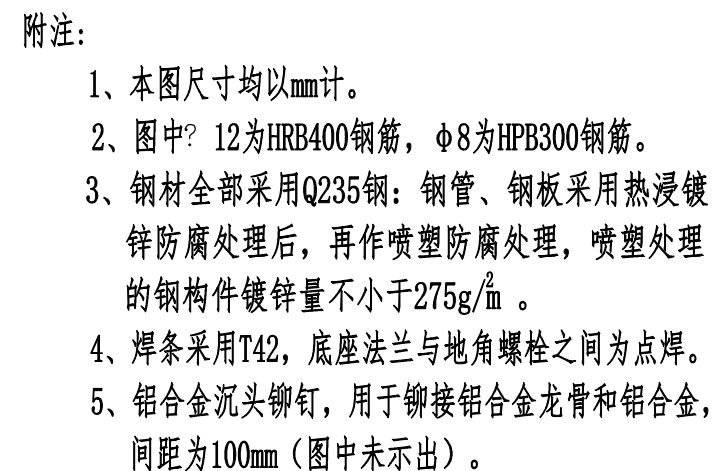 附注:
1、本图尺寸均以mm计。
2、图中? 12为HRB400钢筋，ф8为HPB300钢筋。
3、钢材全部采用Q235钢：钢管、钢板采用热浸镀
锌防腐处理后，再作喷塑防腐处理，喷塑处理
的钢构件镀锌量不小于275g/m² 。
4、焊条采用T42，底座法兰与地角螺栓之间为点焊。
5、铝合金沉头铆钉，用于铆接铝合金龙骨和铝合金，
间距为100mm（图中未示出）。